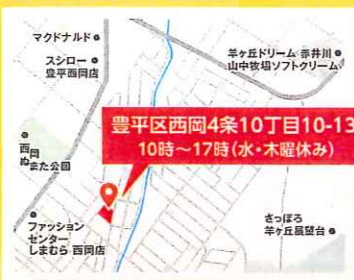 マクドナルド
スシロー
豊平西岡店
羊ヶ丘ドリーム 赤井川
山中牧場ソフトクリーム
豊平区西岡4条10丁目10-13
10時～17時(水・木曜休み)
西岡
ぬまた公園
ファッション
センター
しまむら 西岡店
さっぽろ
羊ヶ丘展望台